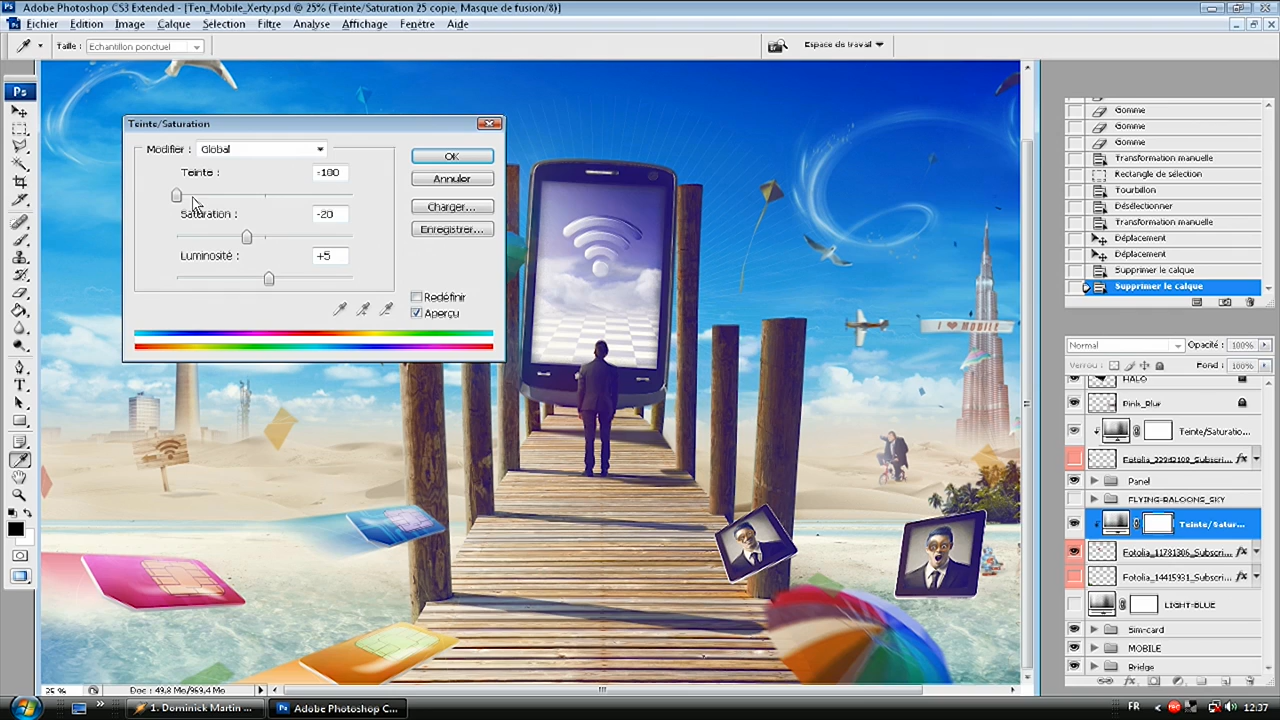 Adobe Photoshop CS3 Extended - [Ten_Mobile_Xerty.psd @ 25% (Teinte/Saturation 25 copie, Masque de fusion/8)]
Fichier Edition Image Calque Sélection Filtre Analyse Affichage Fenêtre Aide
Taille : Echantillon ponctuel Espace de travail
Ps
Teinte/Saturation
Modifier : Global
Teinte : -180
Saturation : -20
Luminosité : +5
OK
Annuler
Charger...
Enregistrer...
Redéfinir
Aperçu
I MOBILE
Gomme
Gomme
Gomme
Transformation manuelle
Rectangle de sélection
Tourbillon
Désélectionner
Transformation manuelle
Déplacement
Déplacement
Supprimer le calque
Supprimer le calque
Normal Opacité : 100%
Verrou : Fond : 100%
HALO
Teinte/Saturatio...
Panel
FLYING-BALOONS_SKY
Teinte/Satur...
Fotolia_11781386_Subscri... fx
Fotolia_14415931_Subscri... fx
LIGHT-BLUE
Sim-card
MOBILE
Bridge
25 % Doc : 49,8 Mo/969,4 Mo
1. Dominick Martin ... Adobe Photoshop C... FR 12:37